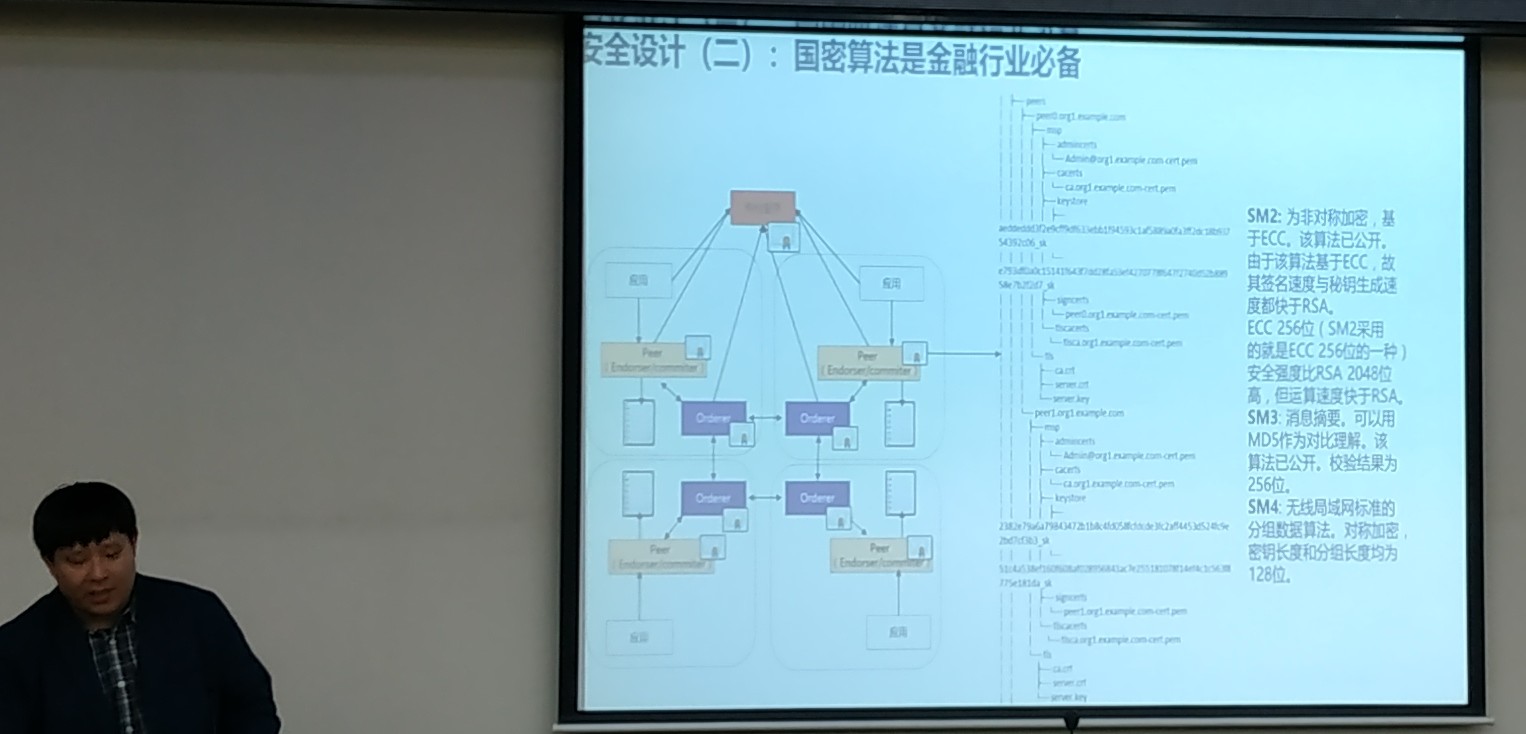 安全设计（二）：国密算法是金融行业必备
应用
应用
Peer
( Endorser/commiter )
Peer
( Endorser/commiter )
Orderer
Orderer
Orderer
Orderer
Peer
( Endorser/commiter )
Peer
( Endorser/commiter )
应用
应用
peers
peer0.org1.example.com
msp
admincerts
Admin@org1.example.com-cert.pem
cacerts
ca.org1.example.com-cert.pem
keystore
54392c06_sk
58e7b2f2d7_sk
signcerts
peer0.org1.example.com-cert.pem
tlscacerts
tlsca.org1.example.com-cert.pem
tls
ca.crt
server.crt
server.key
peer1.org1.example.com
msp
admincerts
Admin@org1.example.com-cert.pem
cacerts
ca.org1.example.com-cert.pem
keystore
2bd7cf3b3_sk
775e181da_sk
signcerts
peer1.org1.example.com-cert.pem
tlscacerts
tlsca.org1.example.com-cert.pem
tls
ca.crt
server.crt
server.key
SM2: 为非对称加密，基
于ECC。该算法已公开。
由于该算法基于ECC，故
其签名速度与秘钥生成速
度都快于RSA。
ECC 256位（SM2采用
的就是ECC 256位的一种）
安全强度比RSA 2048位
高，但运算速度快于RSA。
SM3: 消息摘要。可以用
MD5作为对比理解。该
算法已公开。校验结果为
256位。
SM4: 无线局域网标准的
分组数据算法。对称加密，
密钥长度和分组长度均为
128位。